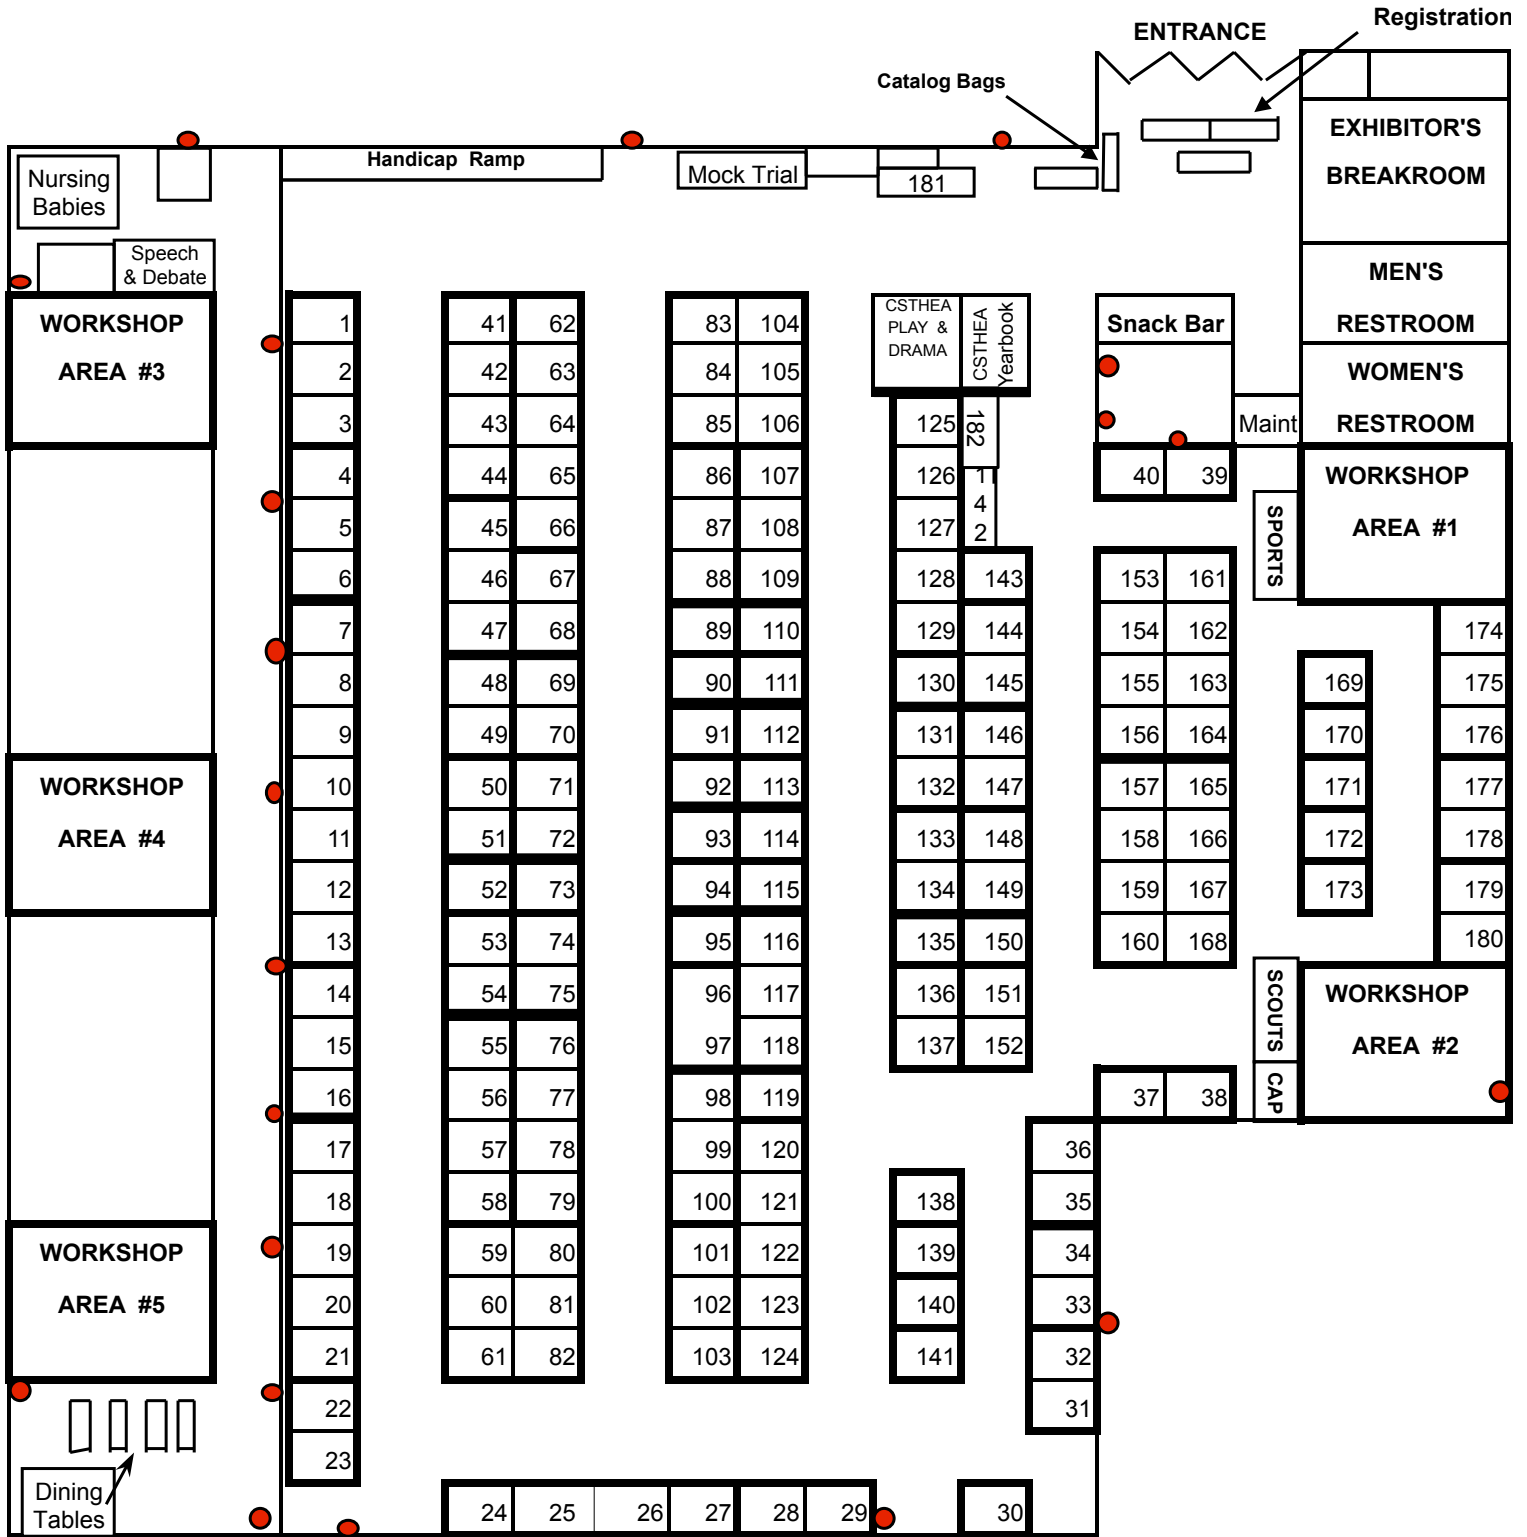 Registration
ENTRANCE
Catalog Bags
EXHIBITOR'S
BREAKROOM
Handicap Ramp
Mock Trial
181
Nursing
Babies
Speech
& Debate
MEN'S
RESTROOM
WOMEN'S
RESTROOM
CSTHEA
PLAY &
DRAMA
CSTHEA
Yearbook
Snack Bar
Maint
WORKSHOP
AREA #3
1 41 62 83 104
2 42 63 84 105
3 43 64 85 106 125 182
4 44 65 86 107 126 142 40 39
WORKSHOP
AREA #1
SPORTS
5 45 66 87 108 127
6 46 67 88 109 128 143 153 161
7 47 68 89 110 129 144 154 162 174
8 48 69 90 111 130 145 155 163 169 175
9 49 70 91 112 131 146 156 164 170 176
WORKSHOP
AREA #4
10 50 71 92 113 132 147 157 165 171 177
11 51 72 93 114 133 148 158 166 172 178
12 52 73 94 115 134 149 159 167 173 179
13 53 74 95 116 135 150 160 168 180
14 54 75 96 117 136 151
SCOUTS
WORKSHOP
AREA #2
15 55 76 97 118 137 152
16 56 77 98 119 37 38
CAP
17 57 78 99 120 36
18 58 79 100 121 138 35
WORKSHOP
AREA #5
19 59 80 101 122 139 34
20 60 81 102 123 140 33
21 61 82 103 124 141 32
22 31
23
Dining
Tables
24 25 26 27 28 29 30